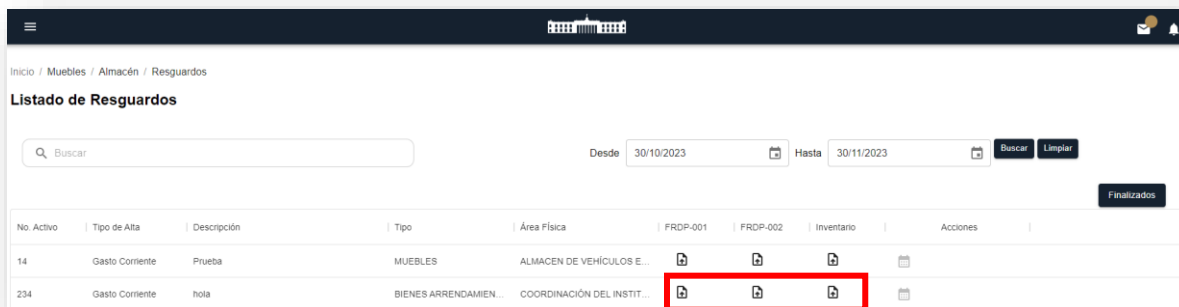 Inicio / Muebles / Almacén / Resguardos
Listado de Resguardos
Buscar Desde 30/10/2023 Hasta 30/11/2023 Buscar Limpiar
Finalizados
No. Activo Tipo de Alta Descripción Tipo Área Física FRDP-001 FRDP-002 Inventario Acciones
14 Gasto Corriente Prueba MUEBLES ALMACEN DE VEHÍCULOS E...
234 Gasto Corriente hola BIENES ARRENDAMIEN... COORDINACIÓN DEL INSTIT...